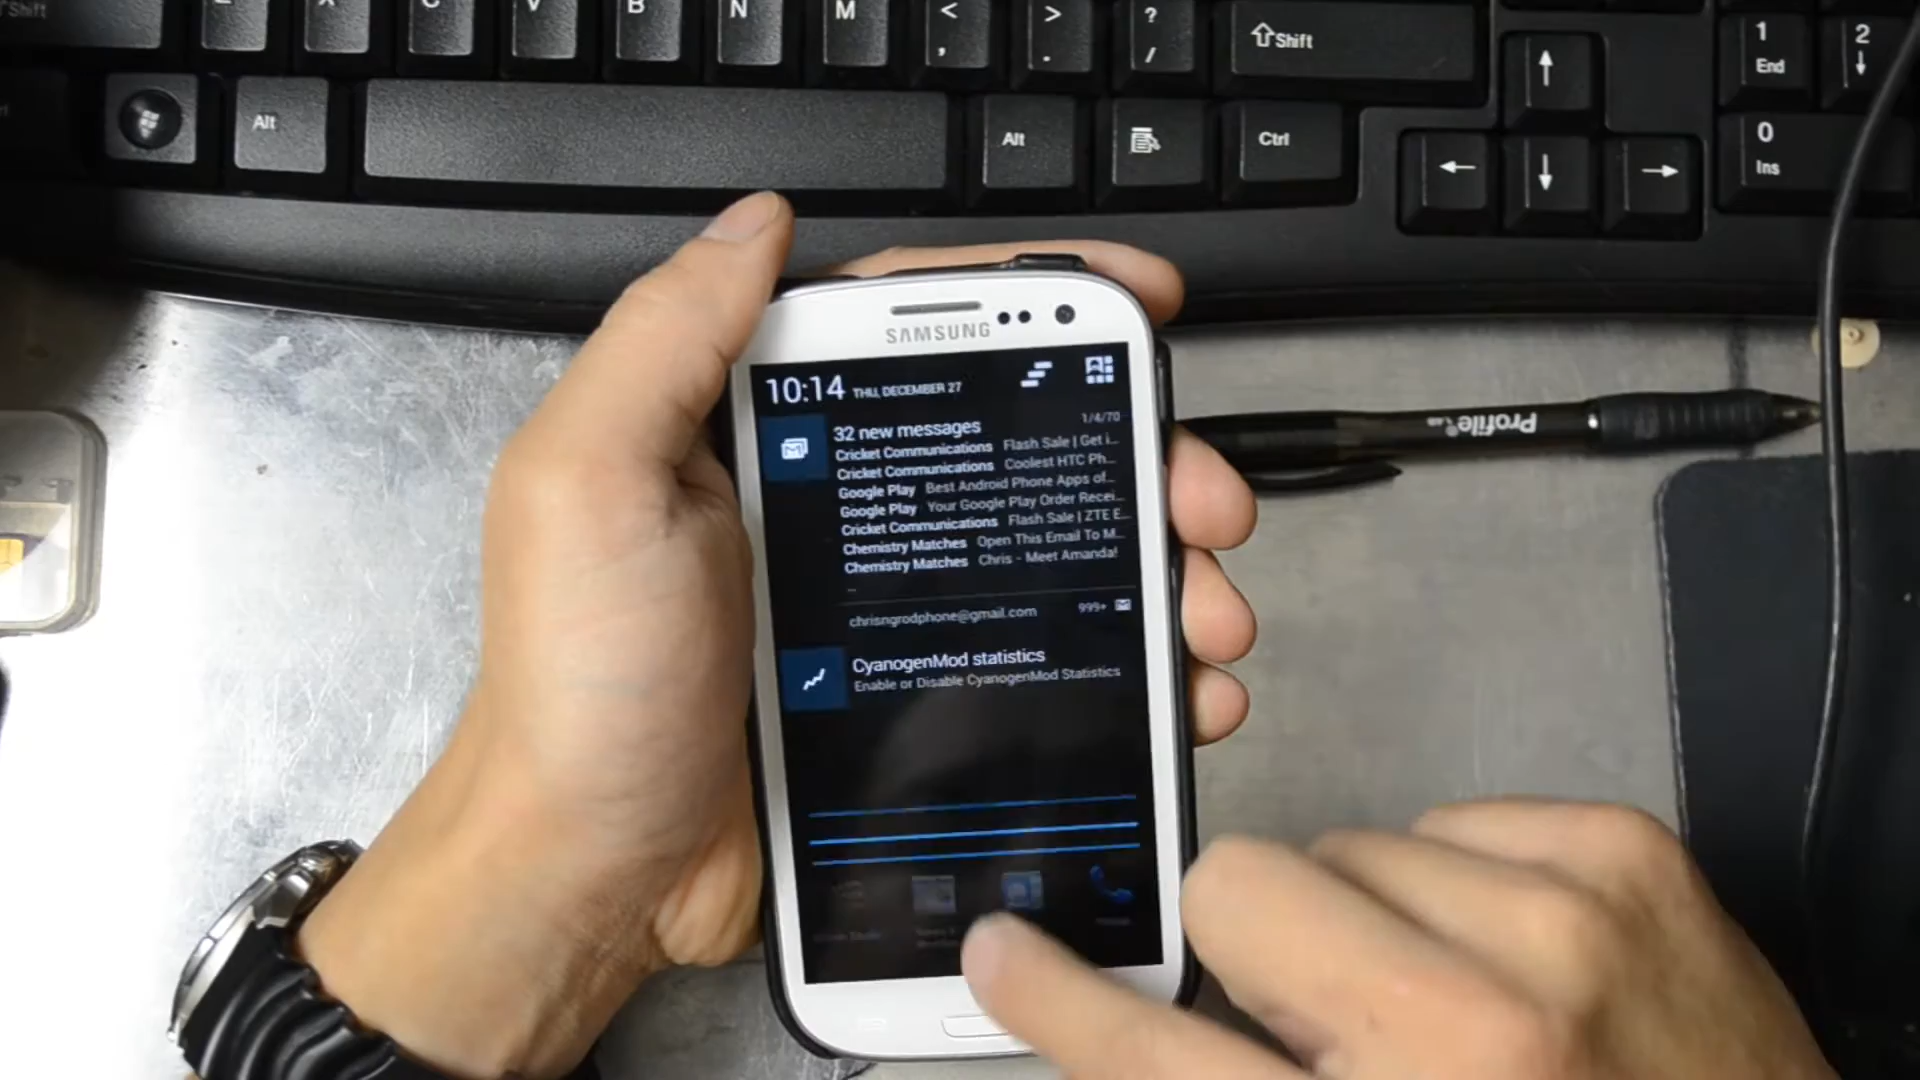 Shift
C
V
B
N
M
<
,
>
.
?
/
Shift
1
End
2
Alt
Alt
Ctrl
0
Ins
SAMSUNG
10:14 THU, DECEMBER 27
32 new messages 1/4/70
Cricket Communications Flash Sale | Get i...
Cricket Communications Coolest HTC Ph...
Google Play Best Android Phone Apps of...
Google Play Your Google Play Order Recei...
Cricket Communications Flash Sale | ZTE E...
Chemistry Matches Open This Email To M...
Chemistry Matches Chris - Meet Amanda!
...
chrisngrodphone@gmail.com 999+
CyanogenMod statistics
Enable or Disable CyanogenMod Statistics
Profile